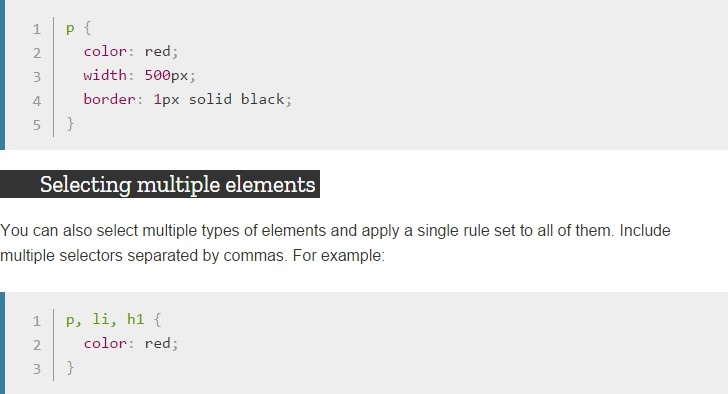 1 p {
2   color: red;
3   width: 500px;
4   border: 1px solid black;
5 }
Selecting multiple elements
You can also select multiple types of elements and apply a single rule set to all of them. Include
multiple selectors separated by commas. For example:
1 p, li, h1 {
2   color: red;
3 }